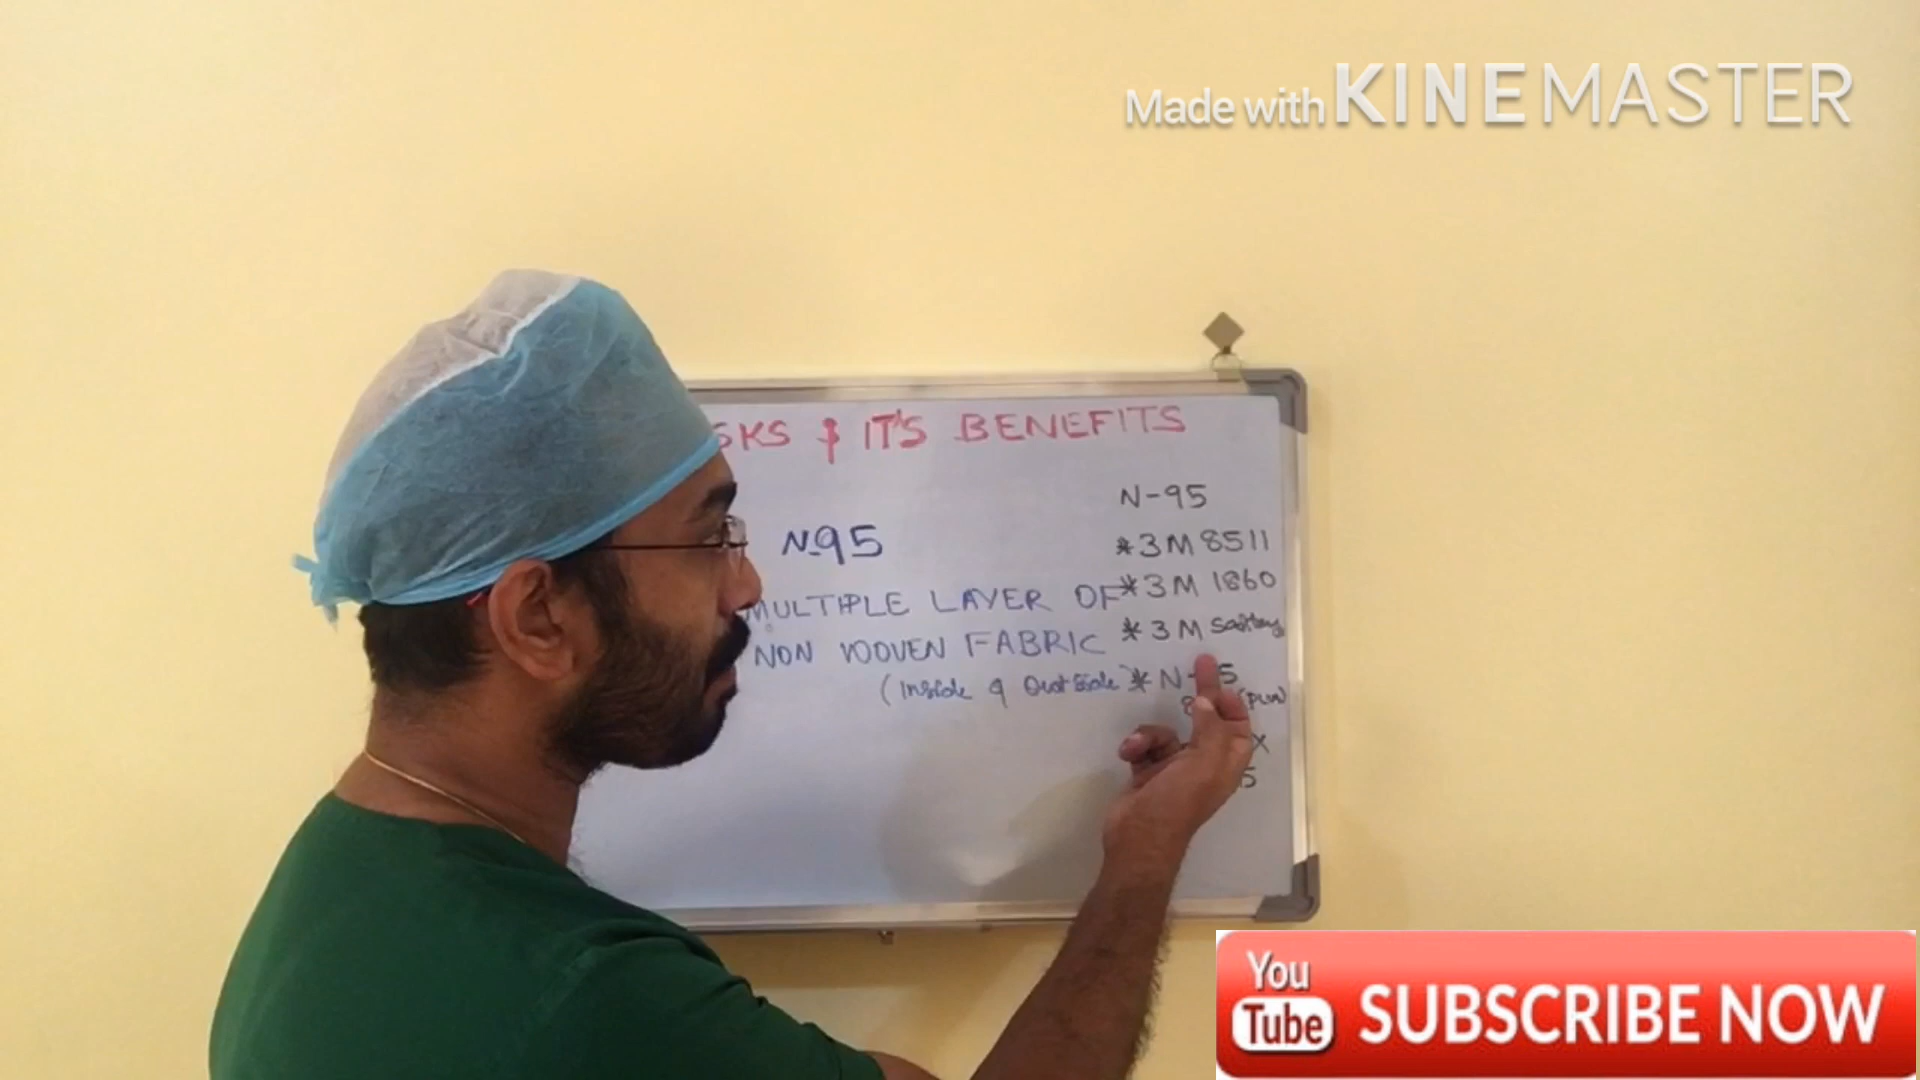 Made with KINEMASTER
SKS & IT'S BENEFITS
N-95
N-95
* 3M 8511
MULTIPLE LAYER OF
* 3M 1860
NON WOVEN FABRIC
* 3M
(Inside & Outside)
* N-
You
Tube
SUBSCRIBE NOW